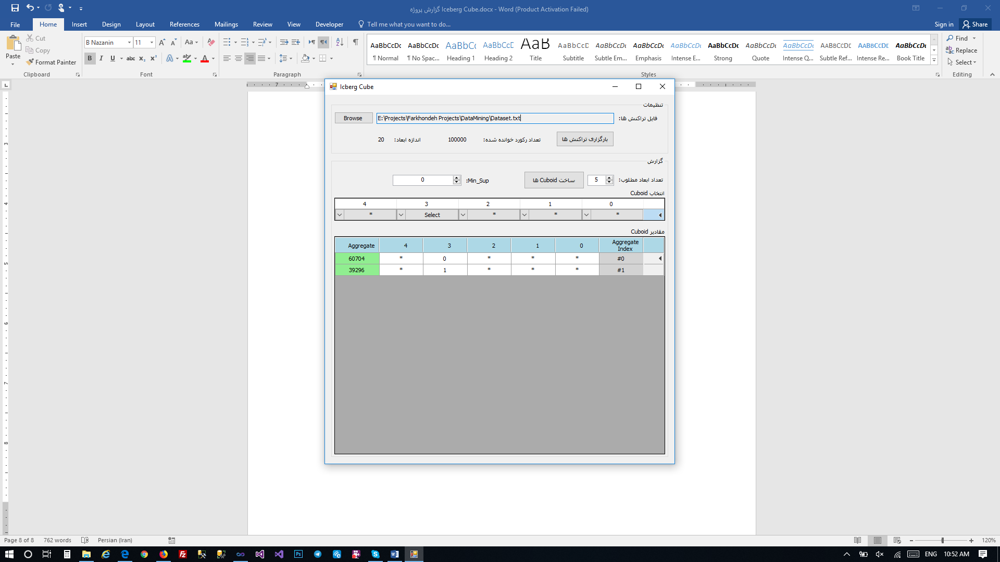 گزارش پروژه Iceberg Cube.docx - Word (Product Activation Failed)
File Home Insert Design Layout References Mailings Review View Developer Tell me what you want to do... Sign in Share
Cut
Copy
Format Painter
Paste
B Nazanin 11
AaBbCcDc AaBbCcDc AaBbCc AaBbCcC AaB AaBbCcC AaBbCcDc AaBbCcDc AaBbCcDc AaBbCcDc AaBbCcDc AaBbCcDc AABBCCDC AABBCCDC AaBbCcDc
¶ Normal ¶ No Spac... Heading 1 Heading 2 Title Subtitle Subtle Em... Emphasis Intense E... Strong Quote Intense Q... Subtle Ref... Intense Re... Book Title
Find
Replace
Select
Clipboard Font Paragraph Styles Editing
Icberg Cube
تنظیمات
فایل تراکنش ها:
E:\Projects\Farkhondeh Projects\DataMining\Dataset.txt
Browse
بارگزاری تراکنش ها
تعداد رکورد خوانده شده: 100000
اندازه ابعاد: 20
گزارش
تعداد ابعاد مطلوب: 5
ساخت Cuboid ها
Min_Sup: 0
انتخاب Cuboid
4 3 2 1 0
* Select * * *
مقادیر Cuboid
Aggregate 4 3 2 1 0 Aggregate Index
60704 * 0 * * * #0
39296 * 1 * * * #1
Page 8 of 8 762 words Persian (Iran) 120%
ENG 10:52 AM